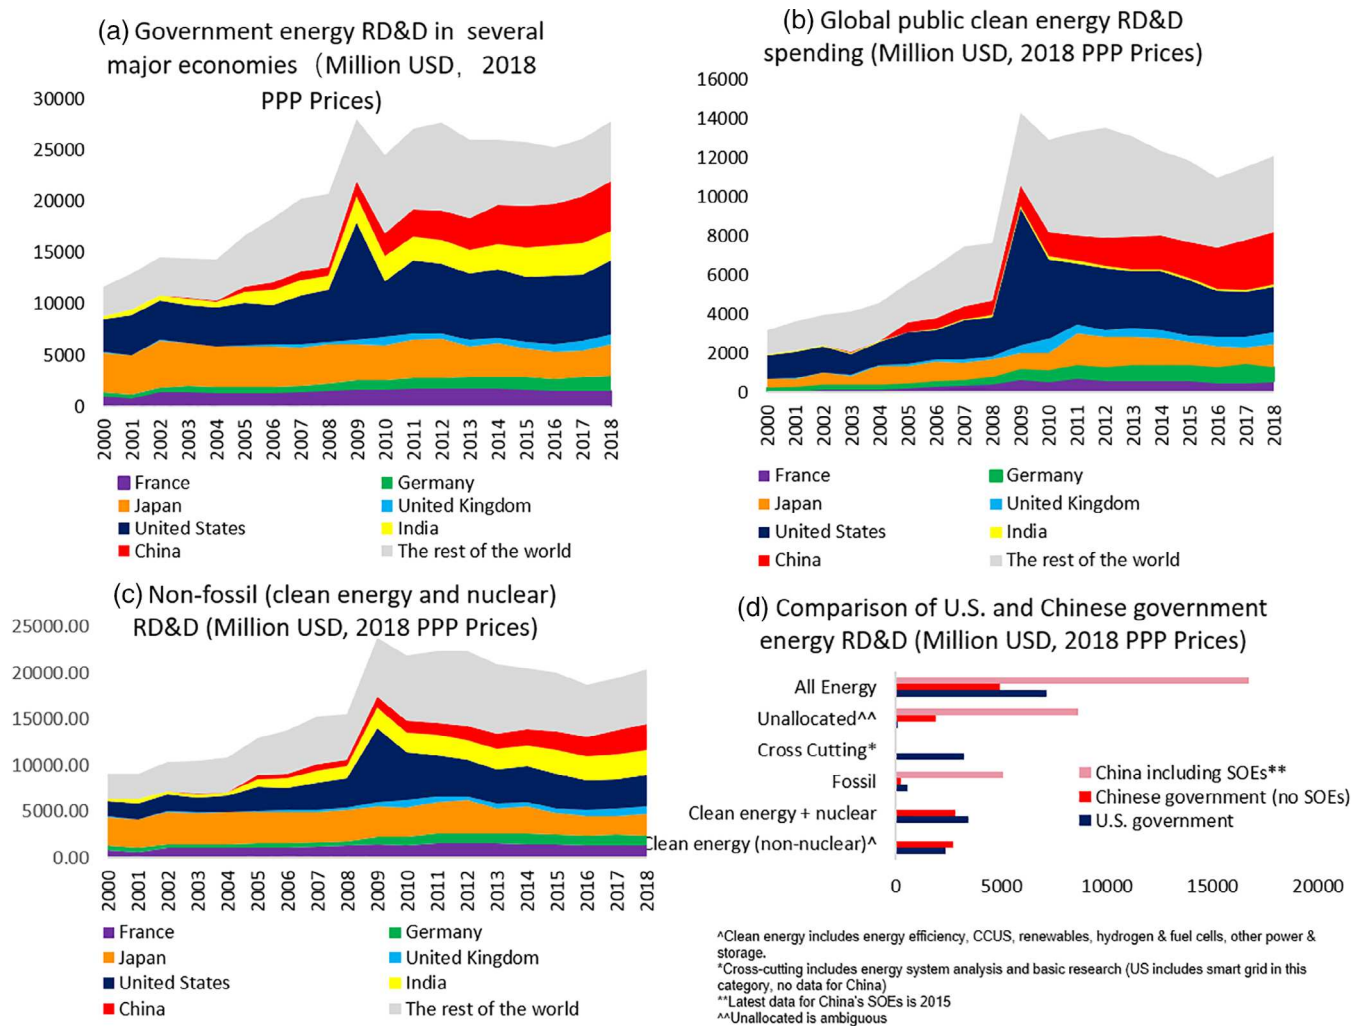 (a) Government energy RD&D in several
major economies （Million USD， 2018
PPP Prices)
30000
25000
20000
15000
10000
5000
0
2000 2001 2002 2003 2004 2005 2006 2007 2008 2009 2010 2011 2012 2013 2014 2015 2016 2017 2018
France Germany
Japan United Kingdom
United States India
China The rest of the world
(b) Global public clean energy RD&D
spending (Million USD, 2018 PPP Prices)
16000
14000
12000
10000
8000
6000
4000
2000
0
2000 2001 2002 2003 2004 2005 2006 2007 2008 2009 2010 2011 2012 2013 2014 2015 2016 2017 2018
France Germany
Japan United Kingdom
United States India
China The rest of the world
(c) Non-fossil (clean energy and nuclear)
RD&D (Million USD, 2018 PPP Prices)
25000.00
20000.00
15000.00
10000.00
5000.00
0.00
2000 2001 2002 2003 2004 2005 2006 2007 2008 2009 2010 2011 2012 2013 2014 2015 2016 2017 2018
France Germany
Japan United Kingdom
United States India
China The rest of the world
(d) Comparison of U.S. and Chinese government
energy RD&D (Million USD, 2018 PPP Prices)
All Energy
Unallocated^^
Cross Cutting*
Fossil
Clean energy + nuclear
Clean energy (non-nuclear)^
China including SOEs**
Chinese government (no SOEs)
U.S. government
0 5000 10000 15000 20000
^Clean energy includes energy efficiency, CCUS, renewables, hydrogen & fuel cells, other power &
storage.
*Cross-cutting includes energy system analysis and basic research (US includes smart grid in this
category, no data for China)
**Latest data for China's SOEs is 2015
^^Unallocated is ambiguous